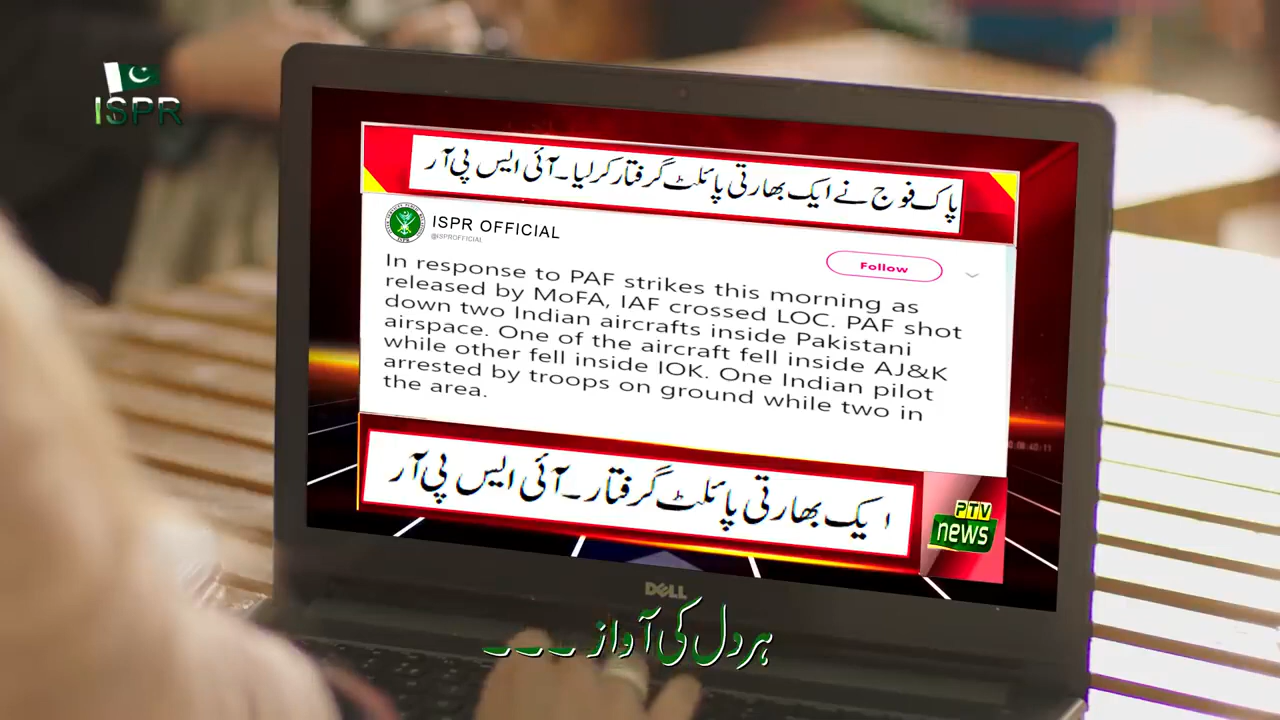 ISPR
پاک فوج نے ایک بھارتی پائلٹ گرفتار کرلیا۔ آئی ایس پی آر
ISPR OFFICIAL
@ISPROFFICIAL
Follow
In response to PAF strikes this morning as
released by MoFA, IAF crossed LOC. PAF shot
down two Indian aircrafts inside Pakistani
airspace. One of the aircraft fell inside AJ&K
while other fell inside IOK. One Indian pilot
arrested by troops on ground while two in
the area.
ایک بھارتی پائلٹ گرفتار۔ آئی ایس پی آر
PTV
news
DELL
ہر دل کی آواز ۔۔۔